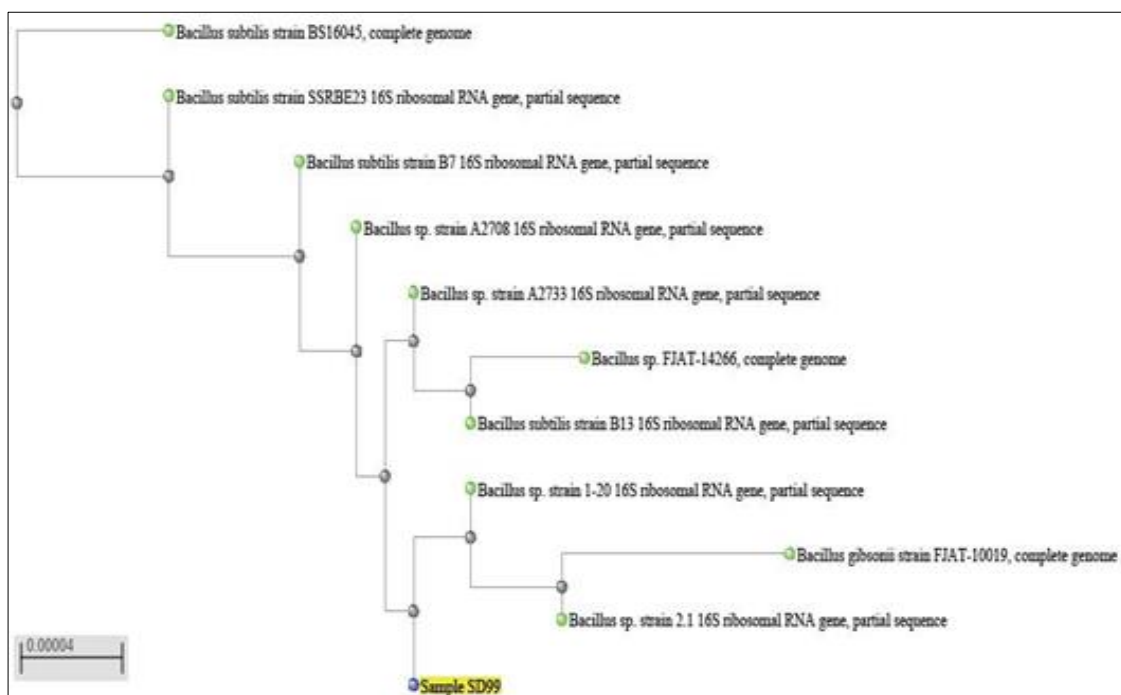 Bacillus subtilis strain BS16045, complete genome
Bacillus subtilis strain SSRBE23 16S ribosomal RNA gene, partial sequence
Bacillus subtilis strain B7 16S ribosomal RNA gene, partial sequence
Bacillus sp. strain A2708 16S ribosomal RNA gene, partial sequence
Bacillus sp. strain A2733 16S ribosomal RNA gene, partial sequence
Bacillus sp. FJAT-14266, complete genome
Bacillus subtilis strain B13 16S ribosomal RNA gene, partial sequence
Bacillus sp. strain 1-20 16S ribosomal RNA gene, partial sequence
Bacillus gibsonii strain FJAT-10019, complete genome
Bacillus sp. strain 2.1 16S ribosomal RNA gene, partial sequence
0.00004
Sample SD99